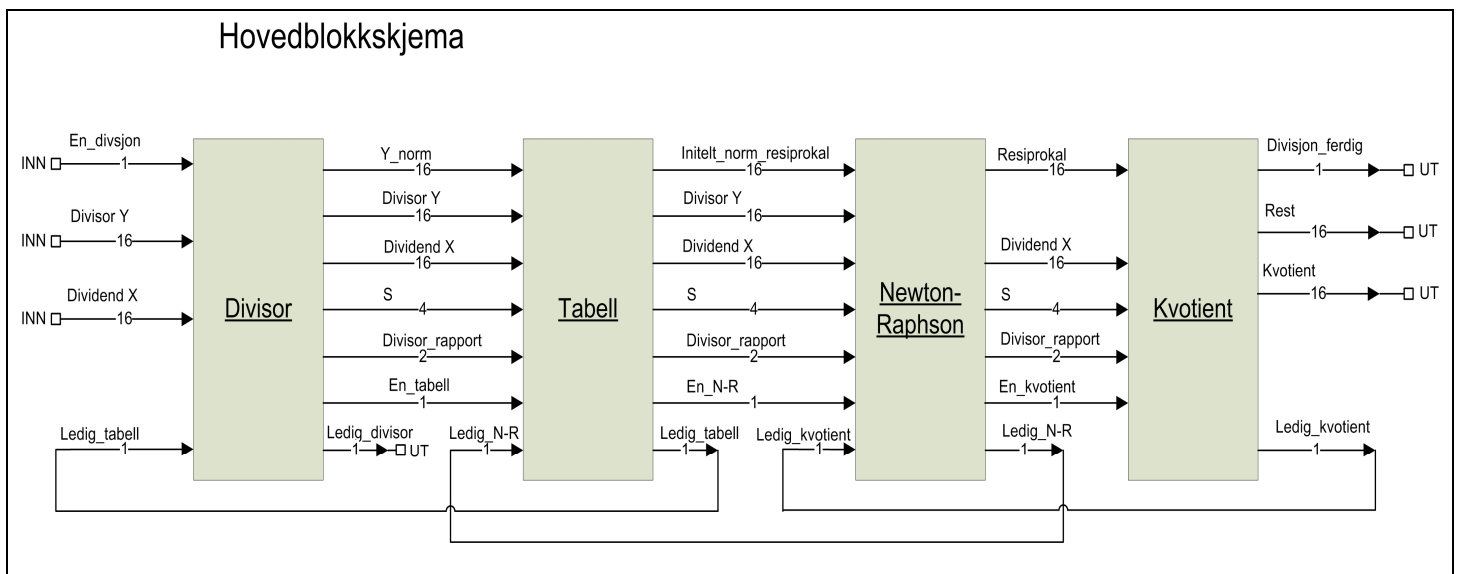 Hovedblokkskjema
En_divsjon
INN 1
Divisor Y
INN 16
Dividend X
INN 16
Ledig_tabell
1
Divisor
Y_norm
16
Divisor Y
16
Dividend X
16
S
4
Divisor_rapport
2
En_tabell
1
Ledig_divisor
1 UT
Ledig_N-R
1
Tabell
Initelt_norm_resiprokal
16
Divisor Y
16
Dividend X
16
S
4
Divisor_rapport
2
En_N-R
1
Ledig_tabell
1
Ledig_kvotient
1
Newton-
Raphson
Resiprokal
16
Dividend X
16
S
4
Divisor_rapport
2
En_kvotient
1
Ledig_N-R
1
Kvotient
Divisjon_ferdig
1 UT
Rest
16 UT
Kvotient
16 UT
Ledig_kvotient
1